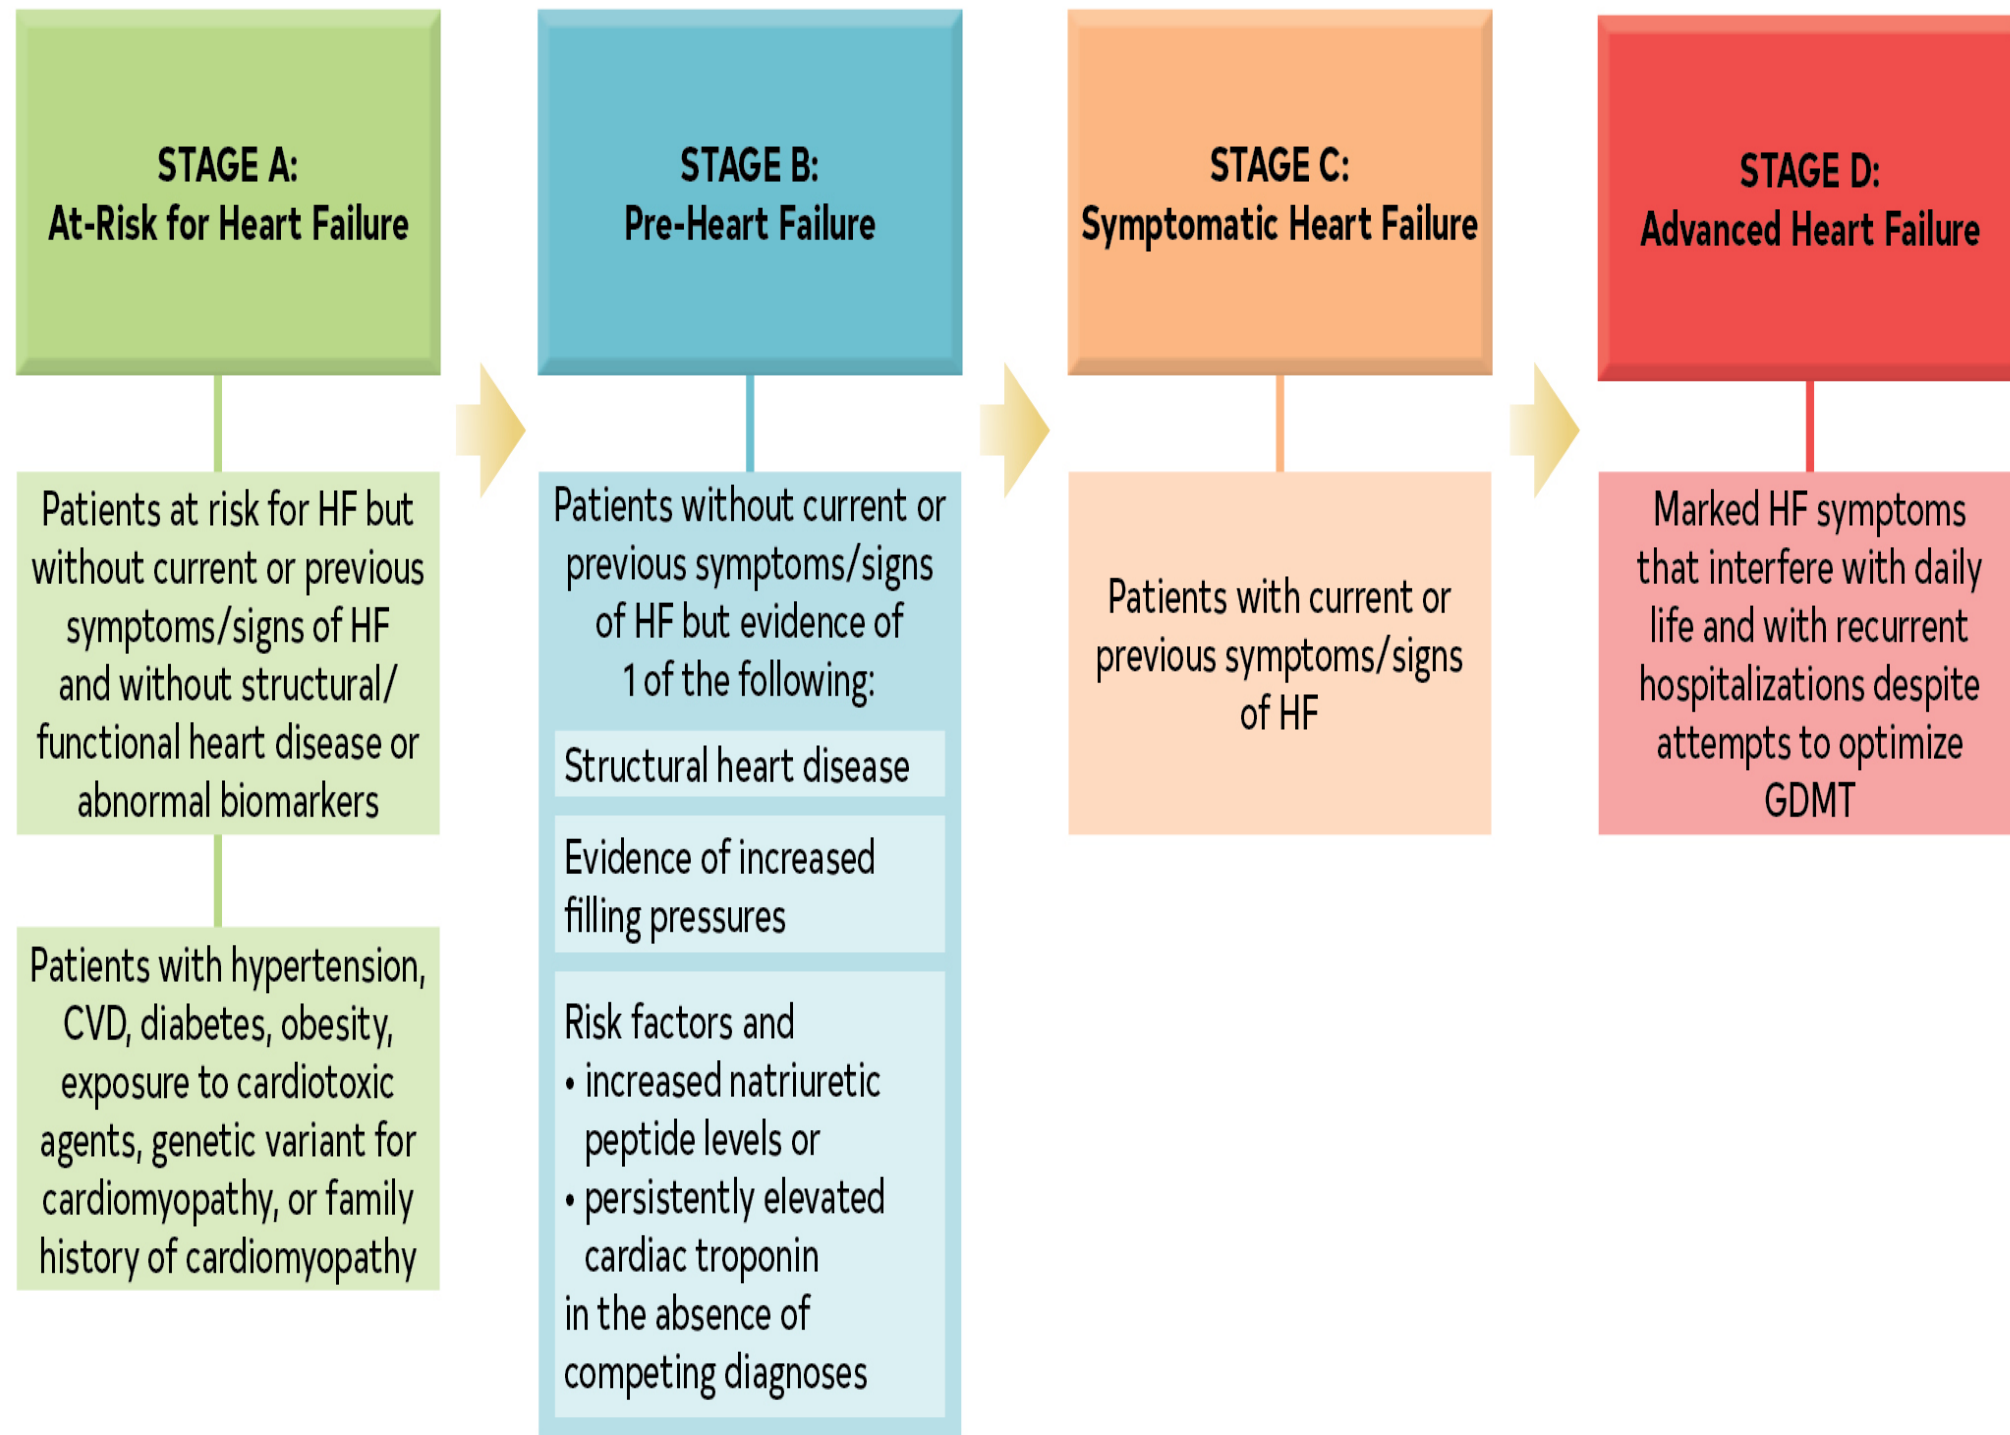 STAGE A:
At-Risk for Heart Failure
Patients at risk for HF but
without current or previous
symptoms/signs of HF
and without structural/
functional heart disease or
abnormal biomarkers
Patients with hypertension,
CVD, diabetes, obesity,
exposure to cardiotoxic
agents, genetic variant for
cardiomyopathy, or family
history of cardiomyopathy
STAGE B:
Pre-Heart Failure
Patients without current or
previous symptoms/signs
of HF but evidence of
1 of the following:
Structural heart disease
Evidence of increased
filling pressures
Risk factors and
• increased natriuretic
peptide levels or
• persistently elevated
cardiac troponin
in the absence of
competing diagnoses
STAGE C:
Symptomatic Heart Failure
Patients with current or
previous symptoms/signs
of HF
STAGE D:
Advanced Heart Failure
Marked HF symptoms
that interfere with daily
life and with recurrent
hospitalizations despite
attempts to optimize
GDMT